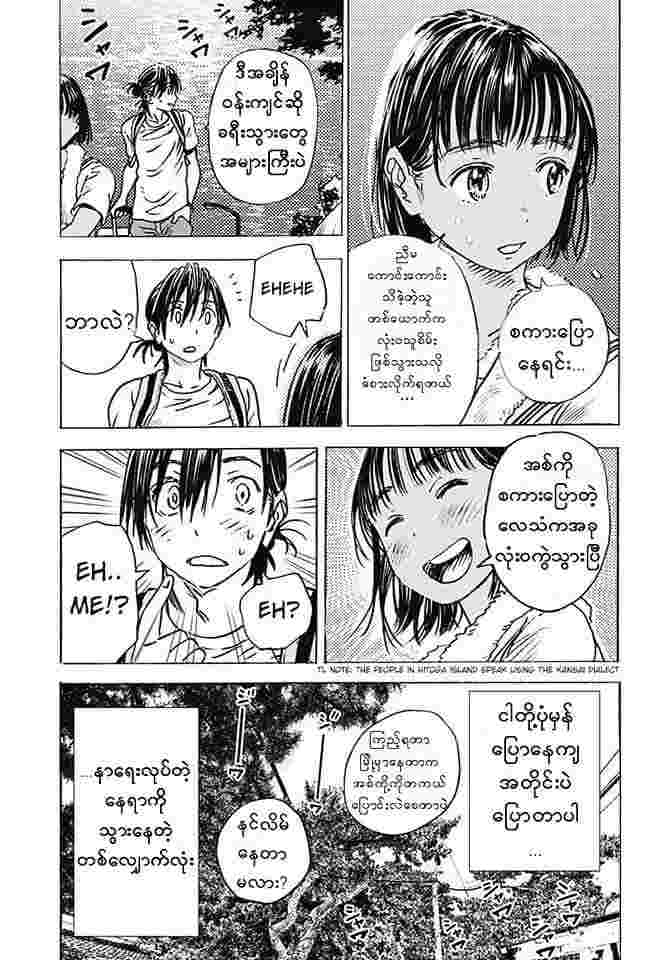 ဒီအချိန်
ဝန်းကျင်ဆို
ခရီးသွားတွေ
အများကြီးပဲ
ညီမ
ကောင်းကောင်း
သိခဲ့တဲ့သူ
တစ်ယောက်က
လုံးဝသူစိမ်း
ဖြစ်သွားသလို
ခံစားလိုက်ရတယ်
...
စကားပြော
နေရင်း...
EHEHE
ဘာလဲ?
အစ်ကို
စကားပြောတဲ့
လေသံကအခု
လုံးဝကွဲသွားပြီ
EH..
ME!?
EH?
TL NOTE: THE PEOPLE IN HITOGA ISLAND SPEAK USING THE KANSAI DIALECT
ငါတို့ပုံမှန်
ပြောနေကျ
အတိုင်းပဲ
ပြောတာပါ
...
ကြည့်ရတာ
မြို့မှာနေတာက
အစ်ကို့ကိုတကယ်
ပြောင်းလဲစေတာပဲ
နင်လိမ်
နေတာ
မလား?
...နာရေးလုပ်တဲ့
နေရာကို
သွားနေတဲ့
တစ်လျှောက်လုံး